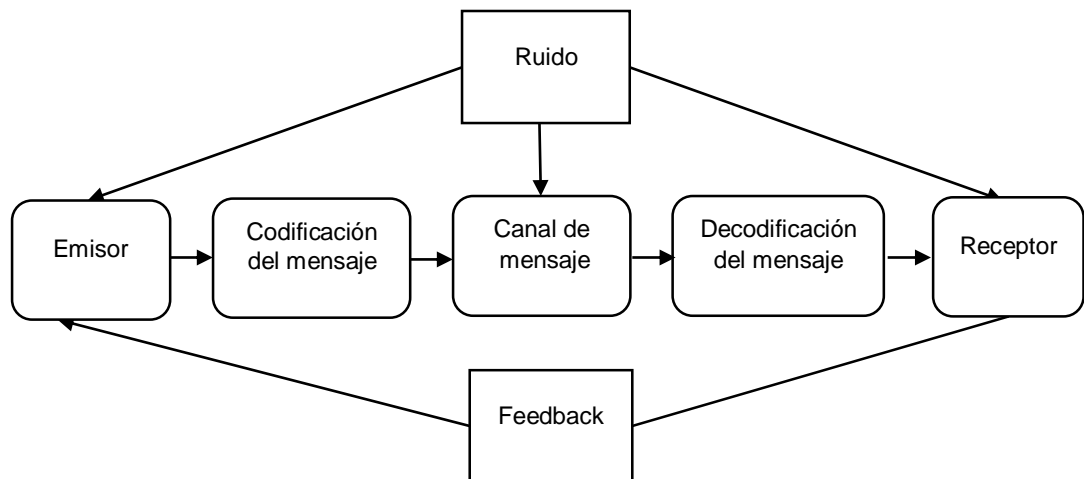 Ruido
Emisor
Codificación
del mensaje
Canal de
mensaje
Decodificación
del mensaje
Receptor
Feedback